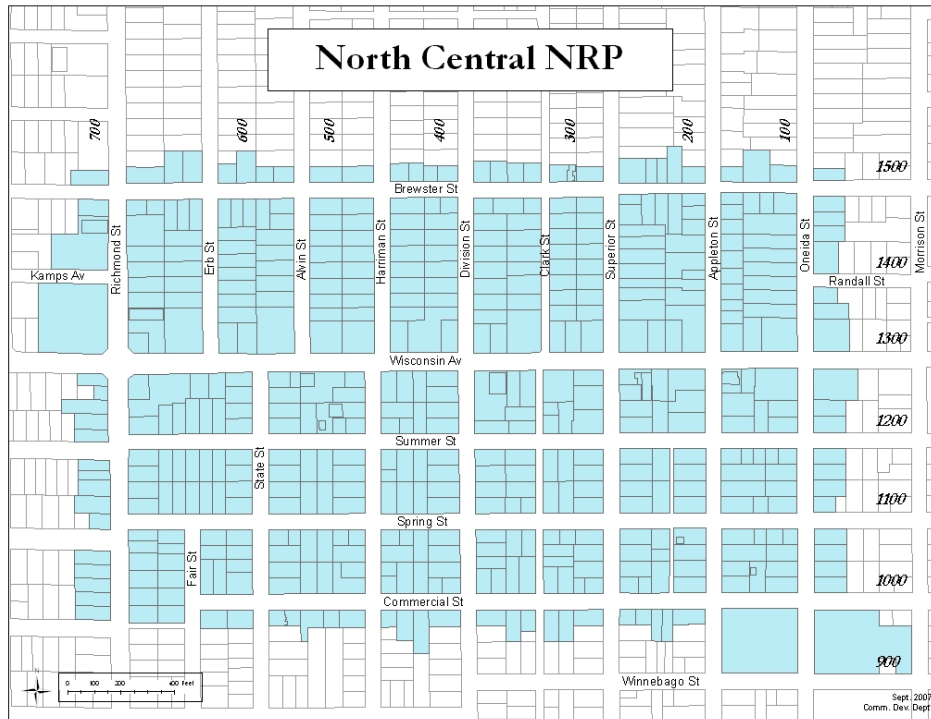 North Central NRP
700
600
500
400
300
200
100
1500
Brewster St
Richmond St
Erb St
Alvin St
Harriman St
Division St
Clark St
Superior St
Appleton St
Oneida St
Morrison St
1400
Kamps Av
Randall St
1300
Wisconsin Av
1200
Summer St
State St
1100
Spring St
Fair St
1000
Commercial St
900
N
0 100 200 400 Feet
Winnebago St
Sept. 2007
Comm. Dev. Dept